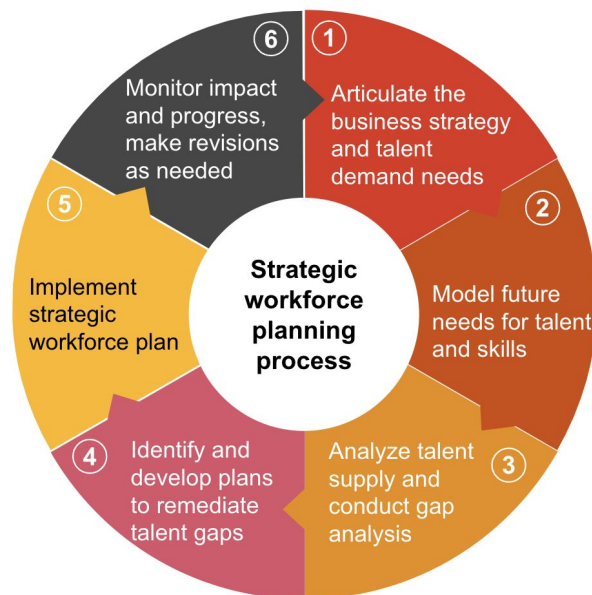 1
Articulate the
business strategy
and talent
demand needs
2
Model future
needs for talent
and skills
3
Analyze talent
supply and
conduct gap
analysis
4
Identify and
develop plans
to remediate
talent gaps
5
Implement
strategic
workforce plan
6
Monitor impact
and progress,
make revisions
as needed
Strategic
workforce
planning
process